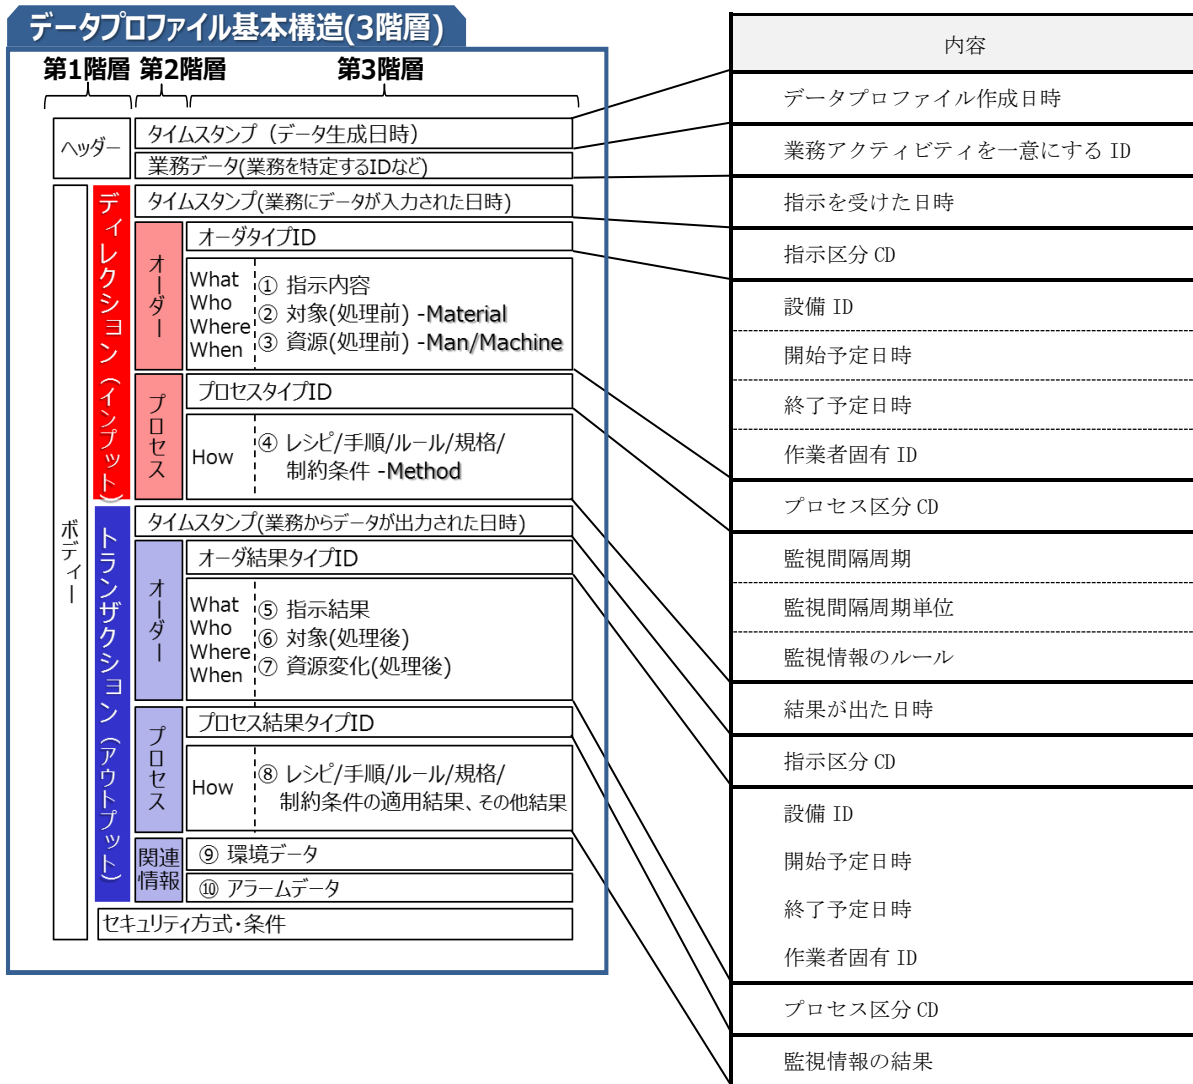 データプロファイル基本構造(3階層)
第1階層 第2階層 第3階層
ヘッダー
タイムスタンプ（データ生成日時）
業務データ(業務を特定するIDなど)
ボディー
ディレクション（インプット）
タイムスタンプ(業務にデータが入力された日時)
オーダー
オーダタイプID
What
Who
Where
When
① 指示内容
② 対象(処理前) -Material
③ 資源(処理前) -Man/Machine
プロセス
プロセスタイプID
How
④ レシピ/手順/ルール/規格/
制約条件 -Method
トランザクション（アウトプット）
タイムスタンプ(業務からデータが出力された日時)
オーダー
オーダ結果タイプID
What
Who
Where
When
⑤ 指示結果
⑥ 対象(処理後)
⑦ 資源変化(処理後)
プロセス
プロセス結果タイプID
How
⑧ レシピ/手順/ルール/規格/
制約条件の適用結果、その他結果
関連
情報
⑨ 環境データ
⑩ アラームデータ
セキュリティ方式・条件
内容
データプロファイル作成日時
業務アクティビティを一意にする ID
指示を受けた日時
指示区分 CD
設備 ID
開始予定日時
終了予定日時
作業者固有 ID
プロセス区分 CD
監視間隔周期
監視間隔周期単位
監視情報のルール
結果が出た日時
指示区分 CD
設備 ID
開始予定日時
終了予定日時
作業者固有 ID
プロセス区分 CD
監視情報の結果